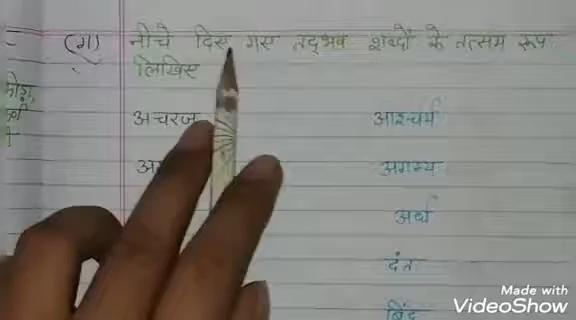 (ग) नीचे दिए गए तद्भव शब्दों के तत्सम रूप
लिखिए
अचरज आश्चर्य
अगम्य
अर्ध
दंत
बिंदु
Made with
VideoShow